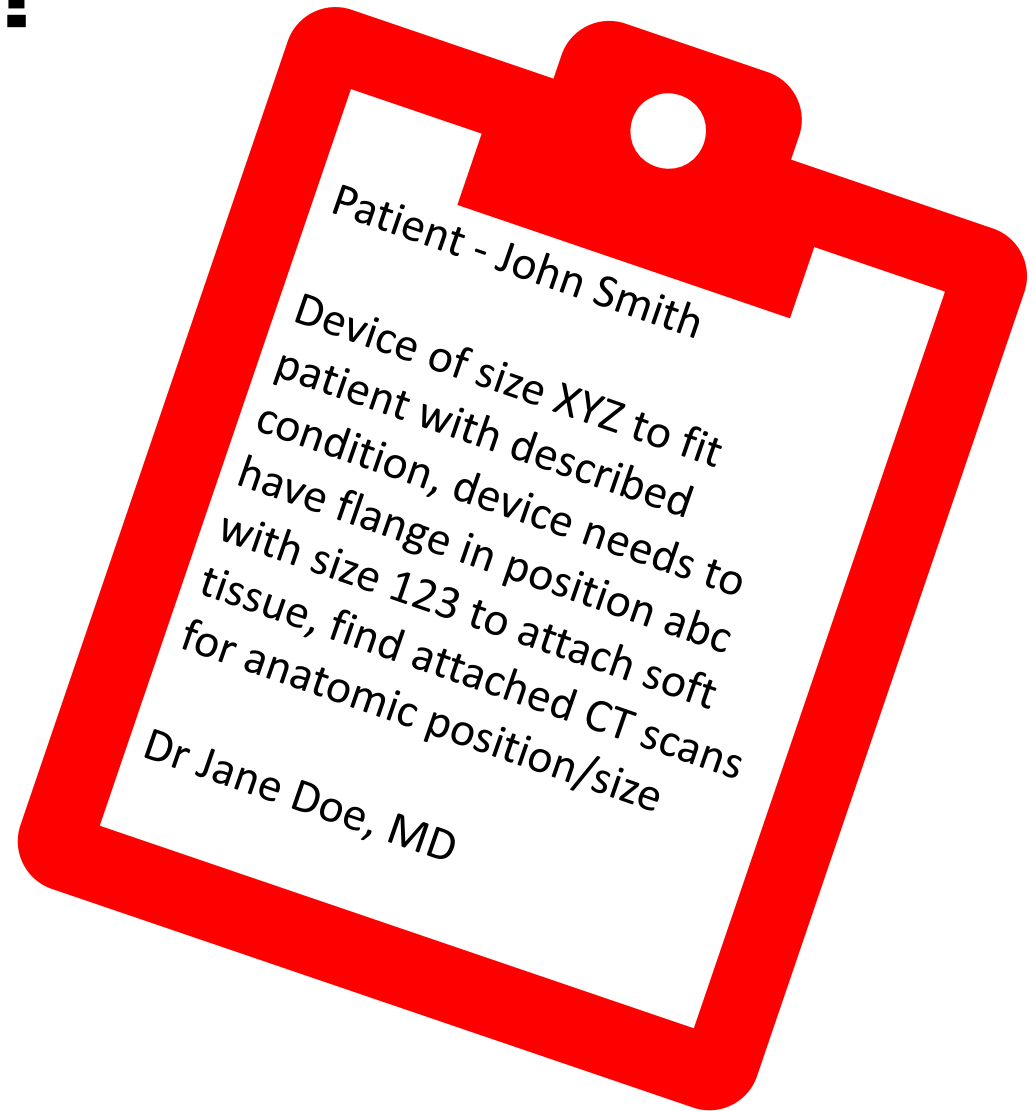 Patient - John Smith
Device of size XYZ to fit
patient with described
condition, device needs to
have flange in position abc
with size 123 to attach soft
tissue, find attached CT scans
for anatomic position/size
Dr Jane Doe, MD